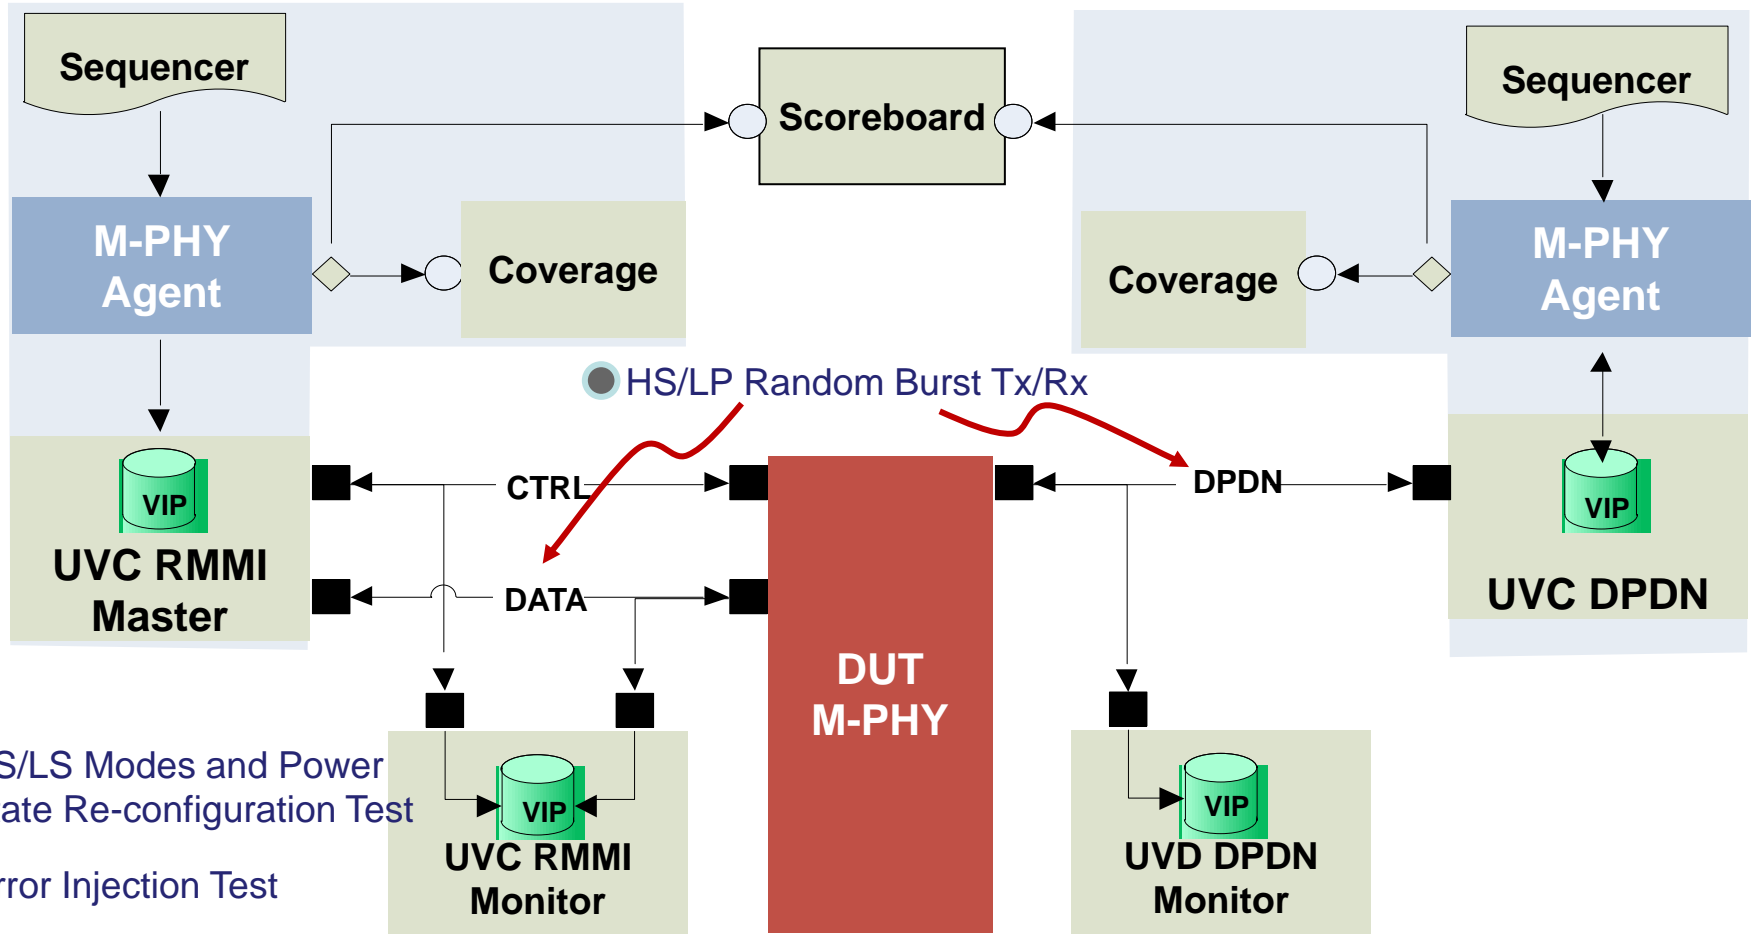 Sequencer
Scoreboard
Sequencer
M-PHY
Agent
Coverage
Coverage
M-PHY
Agent
HS/LP Random Burst Tx/Rx
VIP
UVC RMMI
Master
CTRL
DATA
DPDN
VIP
UVC DPDN
DUT
M-PHY
S/LS Modes and Power
tate Re-configuration Test
rror Injection Test
VIP
UVC RMMI
Monitor
VIP
UVD DPDN
Monitor